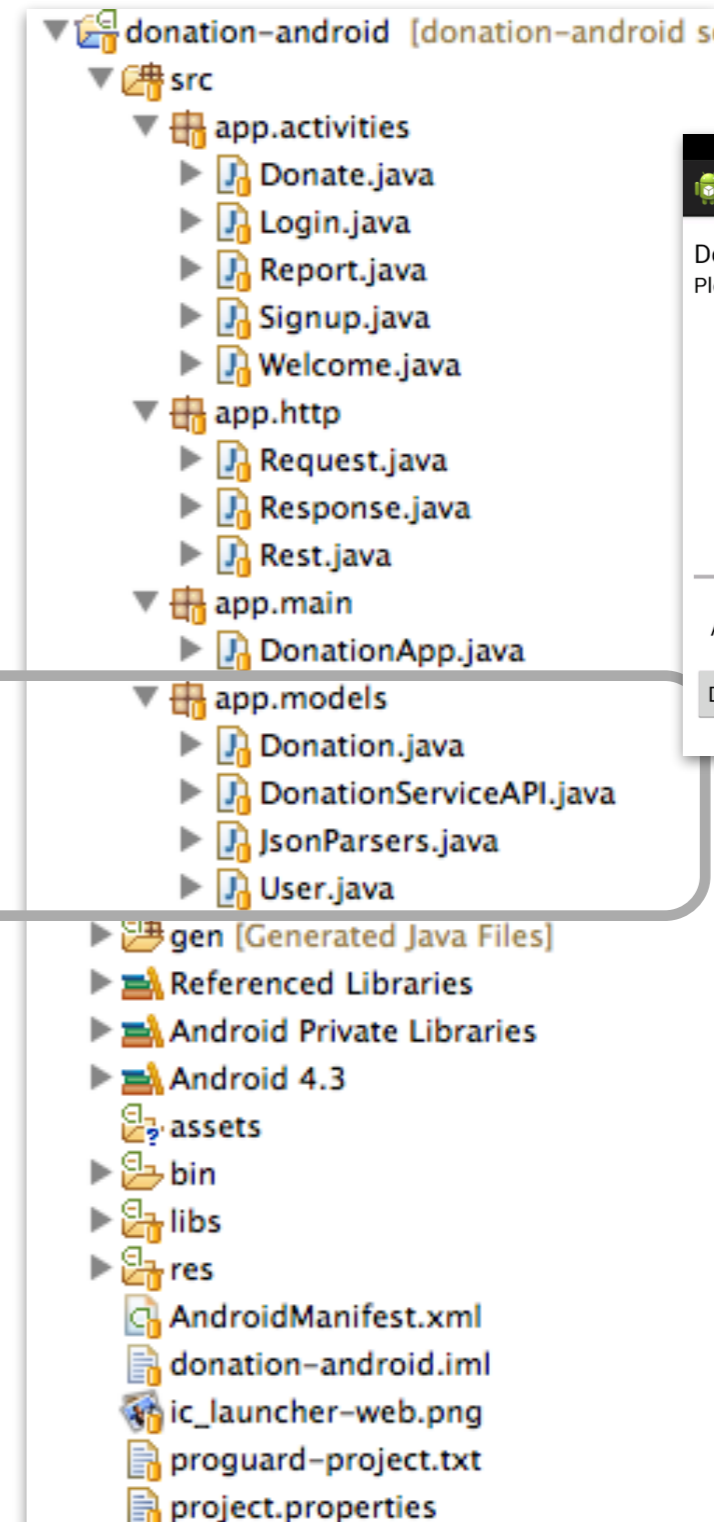 donation-android [donation-android s
src
app.activities
Donate.java
Login.java
Report.java
Signup.java
Welcome.java
app.http
Request.java
Response.java
Rest.java
app.main
DonationApp.java
app.models
Donation.java
DonationServiceAPI.java
JsonParsers.java
User.java
gen [Generated Java Files]
Referenced Libraries
Android Private Libraries
Android 4.3
assets
bin
libs
res
AndroidManifest.xml
donation-android.iml
ic_launcher-web.png
proguard-project.txt
project.properties